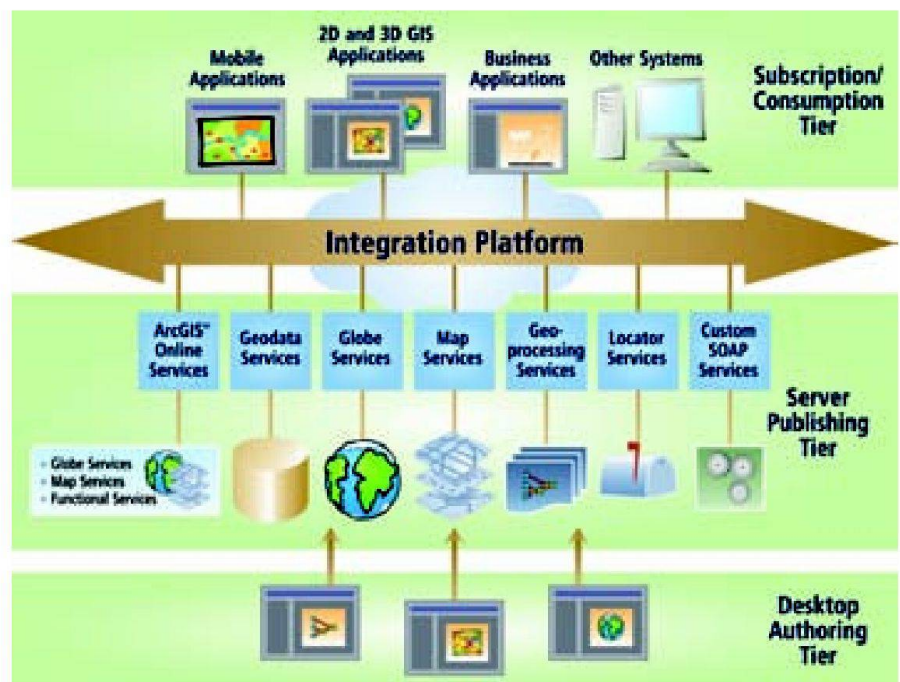 Mobile
Applications
2D and 3D GIS
Applications
Business
Applications
Other Systems
Subscription/
Consumption
Tier
Integration Platform
ArcGIS™
Online
Services
Geodata
Services
Globe
Services
Map
Services
Geo-
processing
Services
Locator
Services
Custom
SOAP
Services
Server
Publishing
Tier
• Globe Services
• Map Services
• Functional Services
Desktop
Authoring
Tier